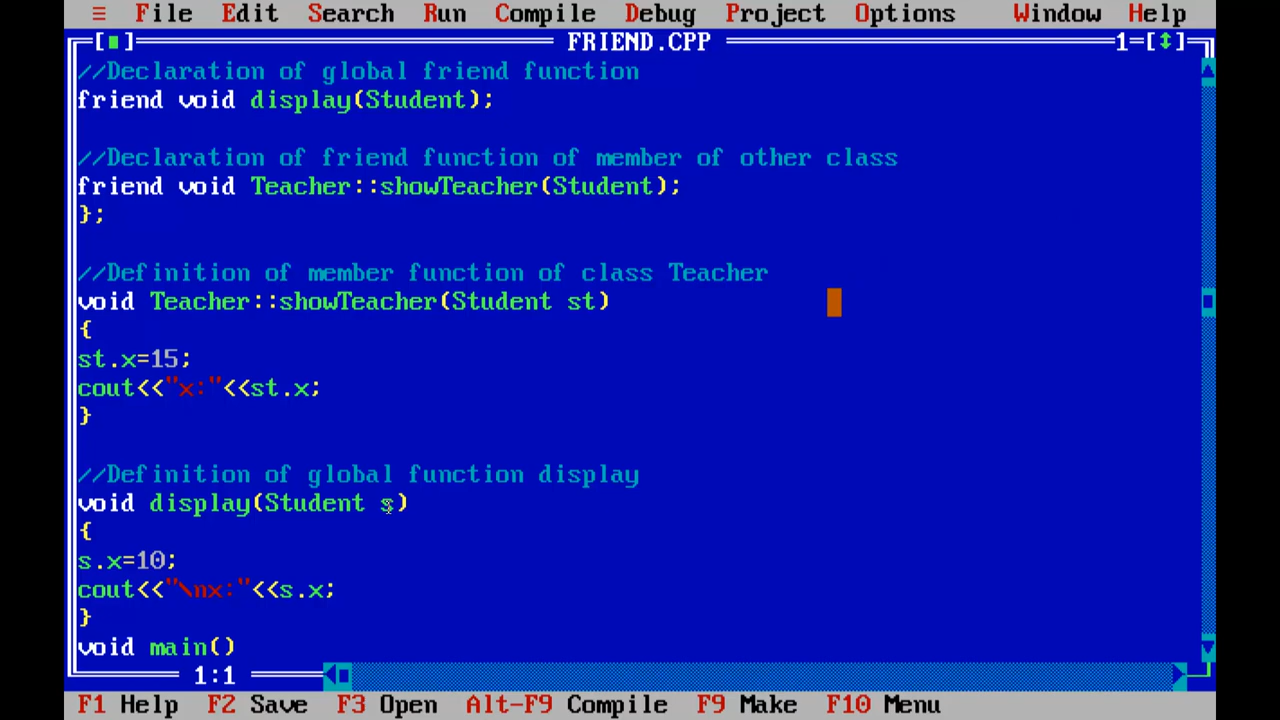 ≡ File Edit Search Run Compile Debug Project Options Window Help
[■] FRIEND.CPP 1=[↕]
//Declaration of global friend function
friend void display(Student);
//Declaration of friend function of member of other class
friend void Teacher::showTeacher(Student);
};
//Definition of member function of class Teacher
void Teacher::showTeacher(Student st)
{
st.x=15;
cout<<"x:"<<st.x;
}
//Definition of global function display
void display(Student s)
{
s.x=10;
cout<<"\nx:"<<s.x;
}
void main()
1:1
F1 Help F2 Save F3 Open Alt-F9 Compile F9 Make F10 Menu